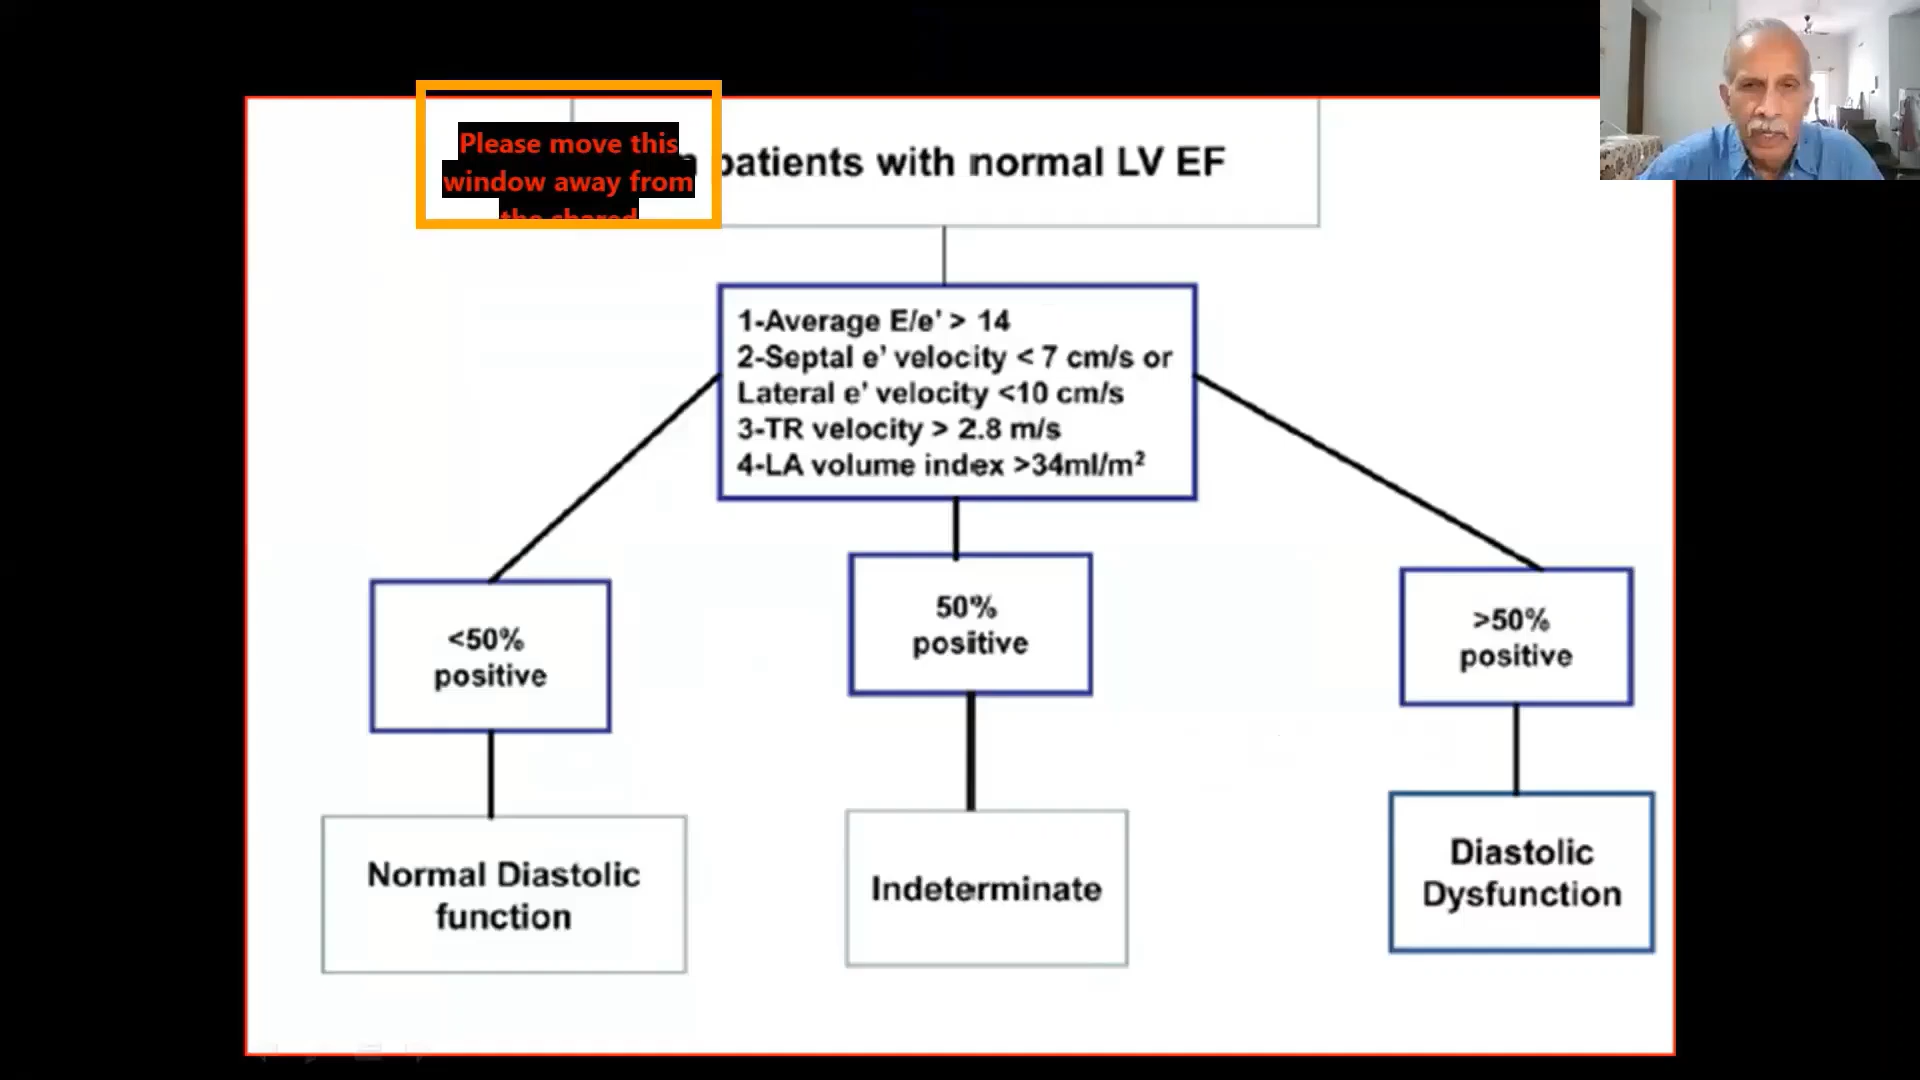 Please move this
window away from
the shared
patients with normal LV EF
1-Average E/e' > 14
2-Septal e' velocity < 7 cm/s or
Lateral e' velocity <10 cm/s
3-TR velocity > 2.8 m/s
4-LA volume index >34ml/m²
<50%
positive
50%
positive
>50%
positive
Normal Diastolic
function
Indeterminate
Diastolic
Dysfunction